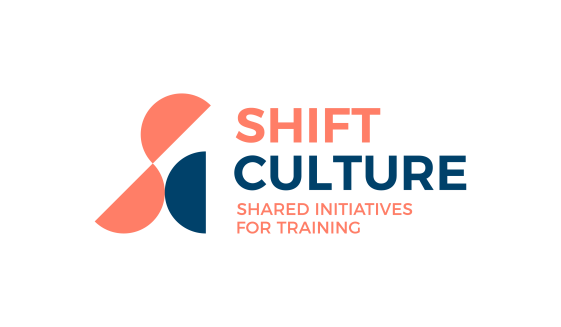 SHIFT
CULTURE
SHARED INITIATIVES
FOR TRAINING